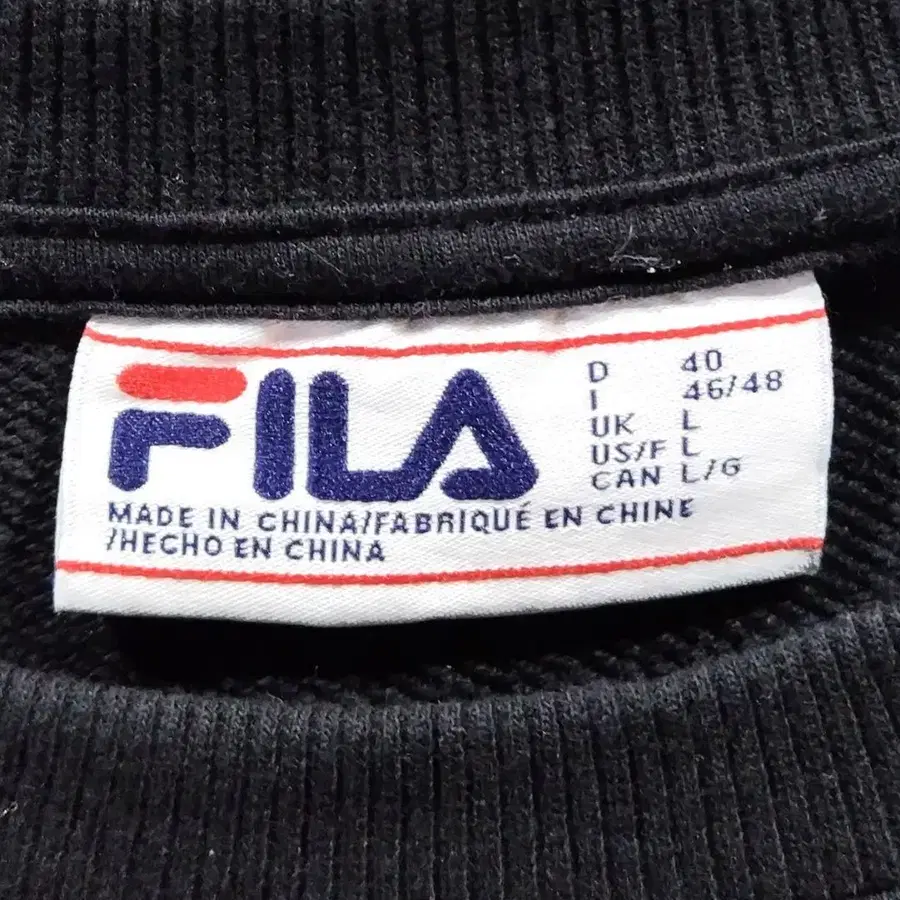 FILA
D 40
I 46/48
UK L
US/F L
CAN L/G
MADE IN CHINA/FABRIQUÉ EN CHINE
/HECHO EN CHINA